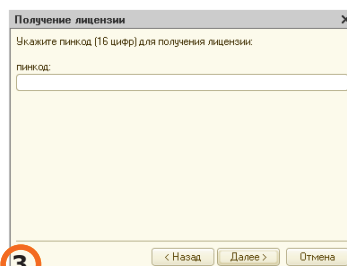 Получение лицензии
Укажите пинкод (16 цифр) для получения лицензии:
пинкод:
< Назад Далее > Отмена
3